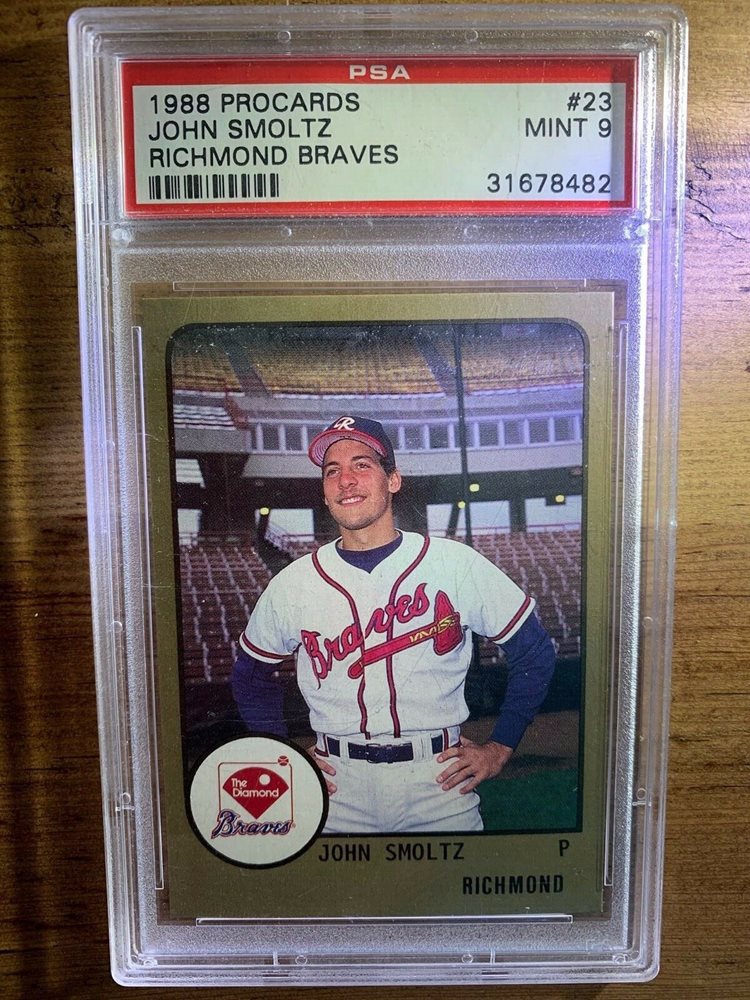 PSA
1988 PROCARDS #23
JOHN SMOLTZ MINT 9
RICHMOND BRAVES
31678482
R
Braves
The
Diamond
Braves
JOHN SMOLTZ P
RICHMOND